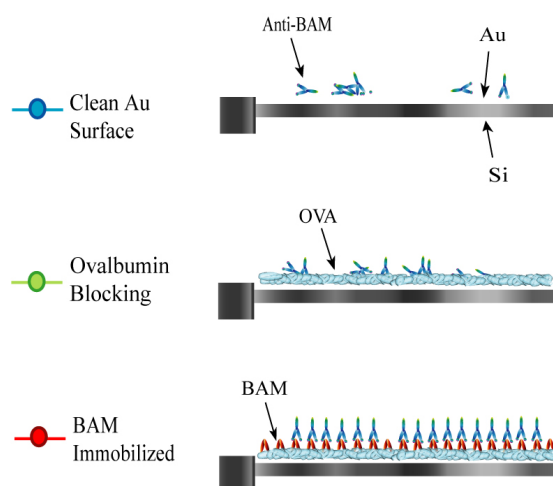 Anti-BAM
Au
Clean Au
Surface
Si
OVA
Ovalbumin
Blocking
BAM
BAM
Immobilized